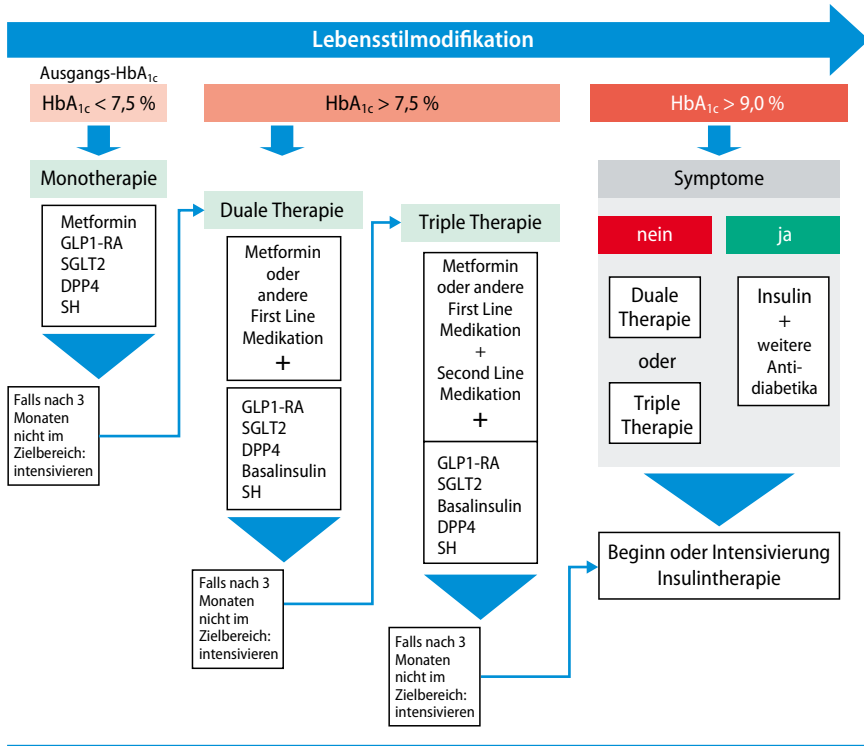 Lebensstilmodifikation
Ausgangs-HbA1c
HbA1c < 7,5 %
HbA1c > 7,5 %
HbA1c > 9,0 %
Monotherapie
Metformin
GLP1-RA
SGLT2
DPP4
SH
Falls nach 3
Monaten
nicht im
Zielbereich:
intensivieren
Duale Therapie
Metformin
oder
andere
First Line
Medikation
+
GLP1-RA
SGLT2
DPP4
Basalinsulin
SH
Falls nach 3
Monaten
nicht im
Zielbereich:
intensivieren
Triple Therapie
Metformin
oder andere
First Line
Medikation
+
Second Line
Medikation
+
GLP1-RA
SGLT2
Basalinsulin
DPP4
SH
Falls nach 3
Monaten
nicht im
Zielbereich:
intensivieren
Symptome
nein
Duale
Therapie
oder
Triple
Therapie
ja
Insulin
+
weitere
Anti-
diabetika
Beginn oder Intensivierung
Insulintherapie